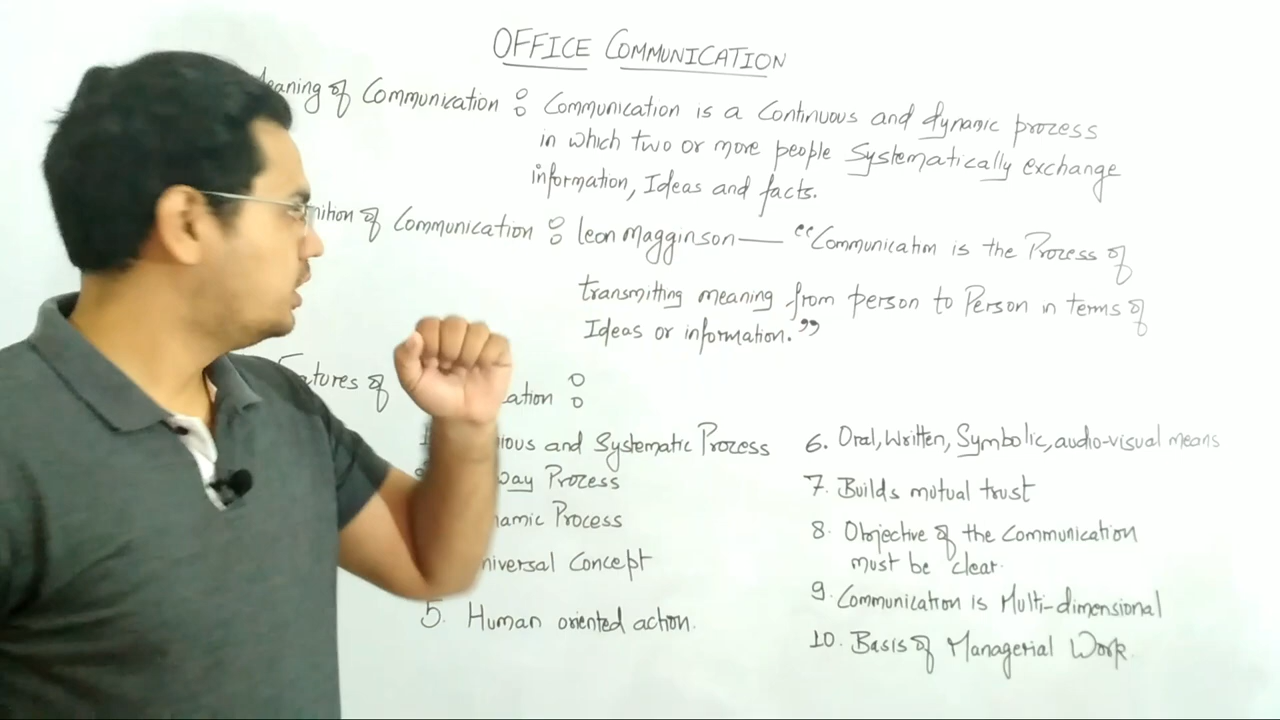 OFFICE COMMUNICATION
eaning of Communication : Communication is a Continuous and dynamic process
in which two or more people Systematically exchange
information, Ideas and facts.
nition of Communication : leon Magginson — "Communication is the Process of
transmitting meaning from person to Person in terms of
Ideas or information."
Features of ation :
1 ious and Systematic Process
way Process
namic Process
niversal Concept
5. Human oriented action.
6. Oral, Written, Symbolic, audio-visual means
7. Builds mutual trust
8. Objective of the Communication
must be clear.
9. Communication is Multi-dimensional
10. Basis of Managerial Work.